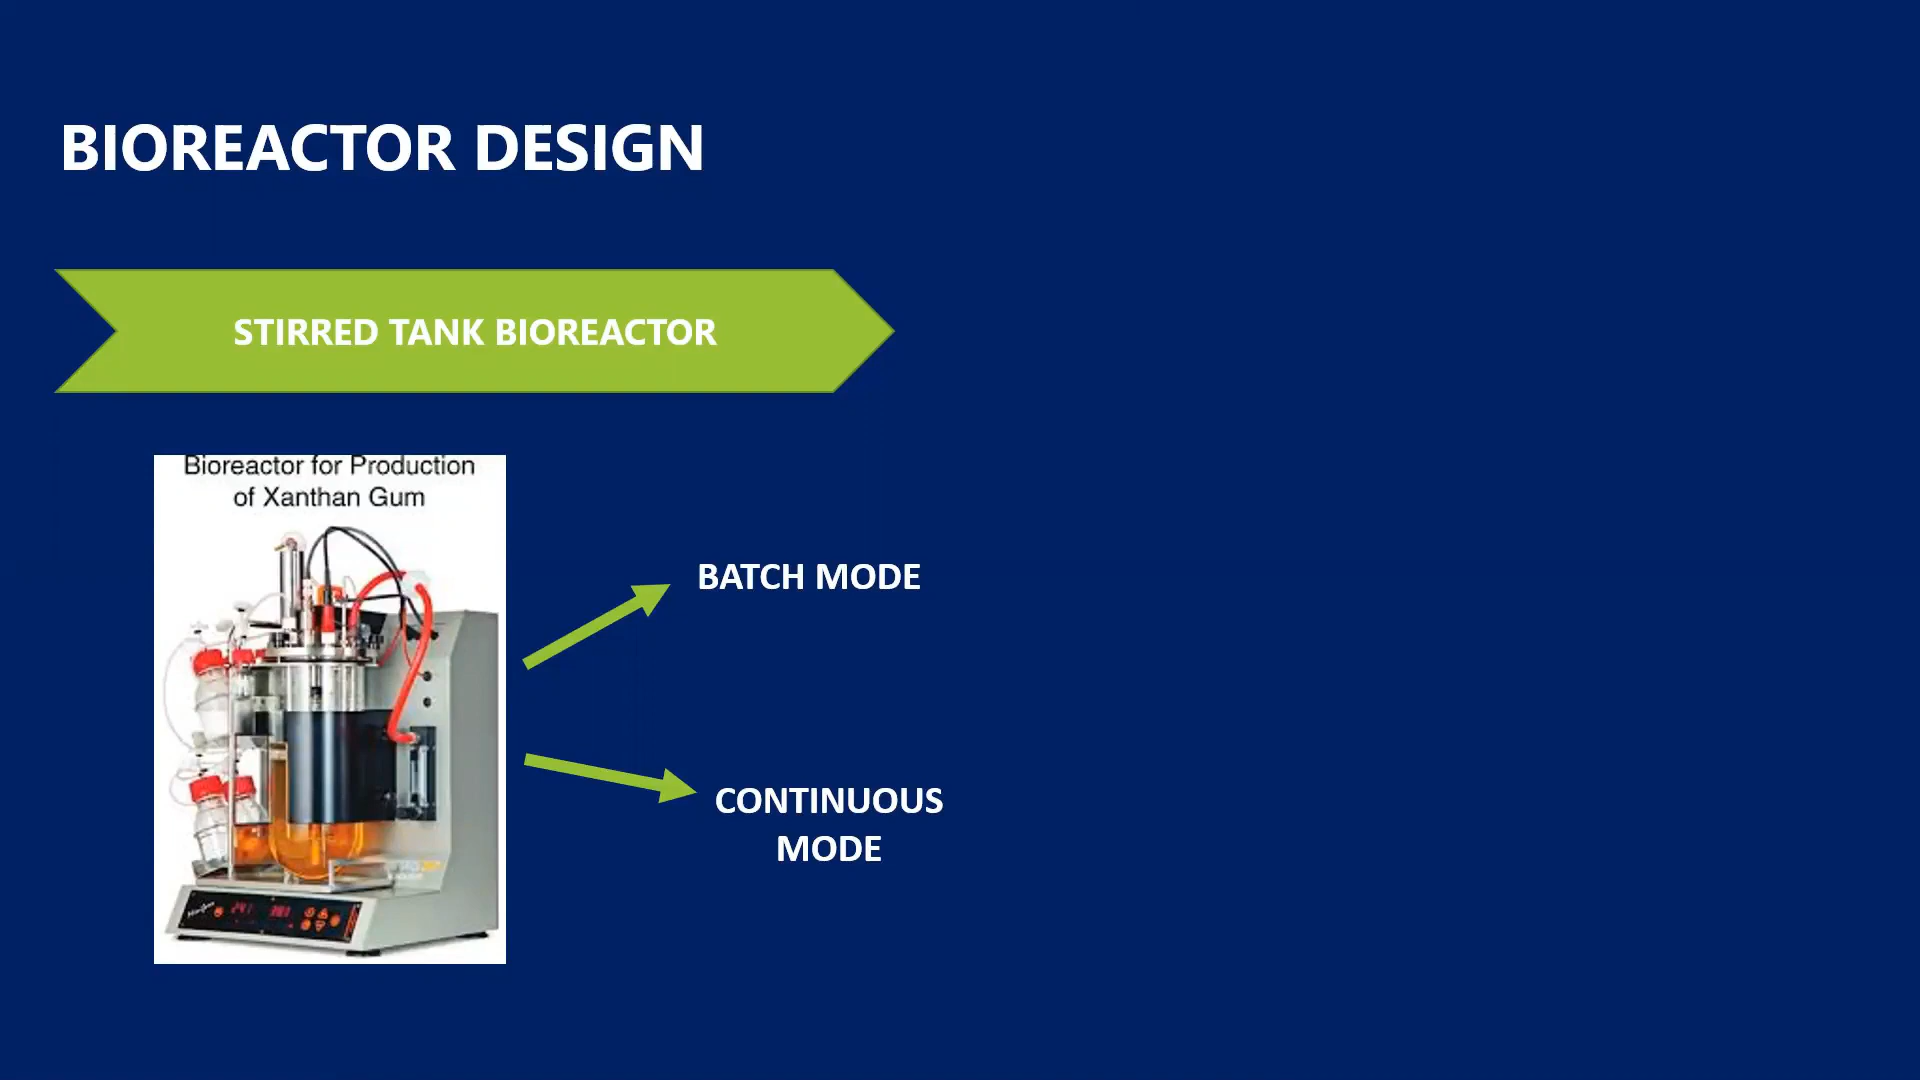 BIOREACTOR DESIGN
STIRRED TANK BIOREACTOR
Bioreactor for Production
of Xanthan Gum
BATCH MODE
CONTINUOUS
MODE